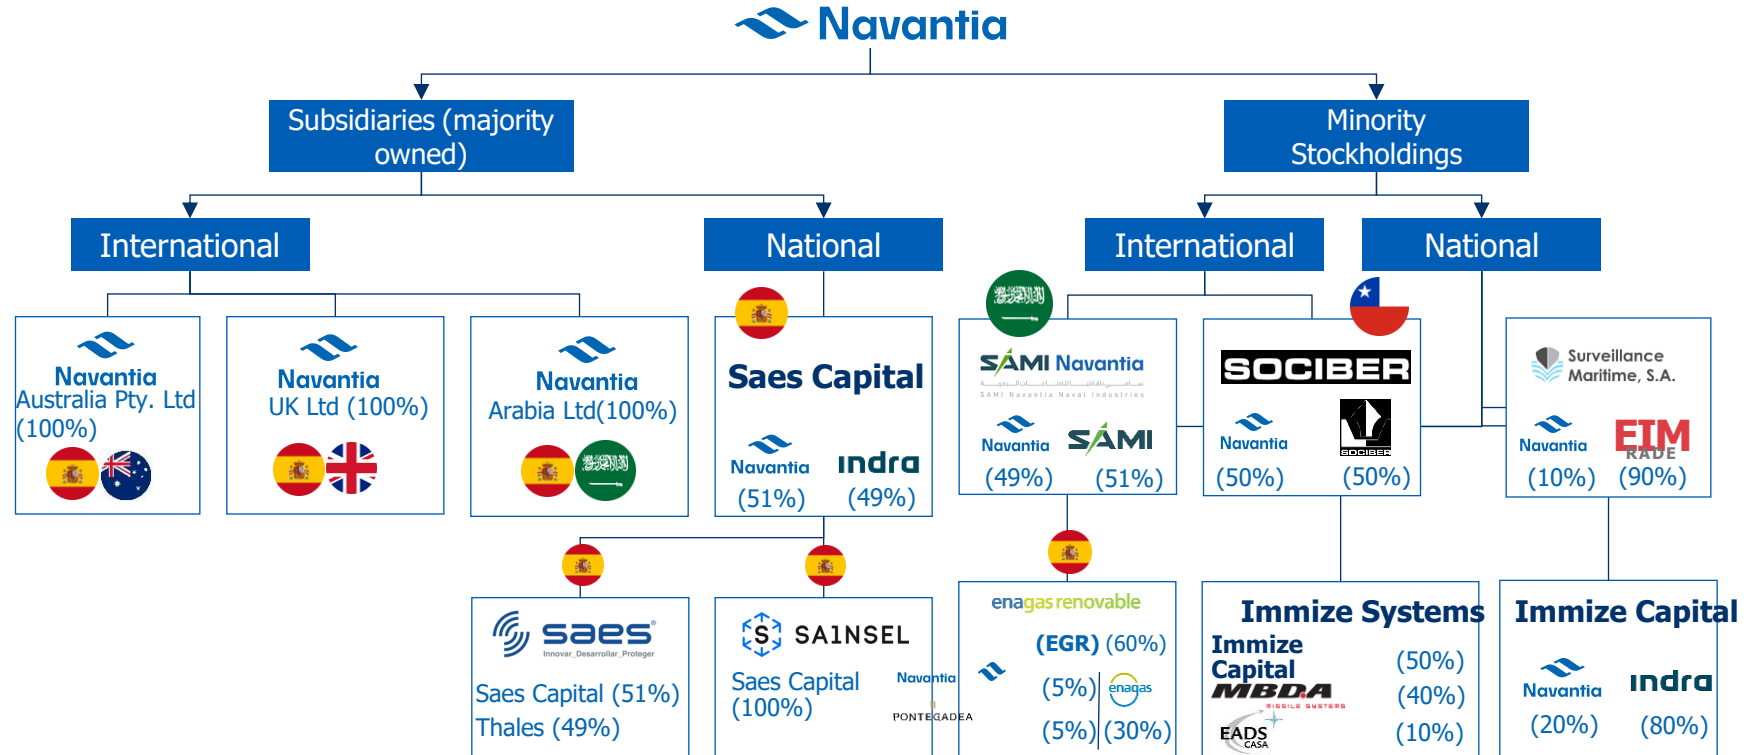 Navantia
Subsidiaries (majority
owned)
Minority
Stockholdings
International
National
International
National
Navantia
Australia Pty. Ltd
(100%)
Navantia
UK Ltd (100%)
Navantia
Arabia Ltd(100%)
Saes Capital
Navantia
indra
(51%)
(49%)
SAMI Navantia
SAMI Navantia Naval Industries
Navantia
SAMI
(49%)
(51%)
SOCIBER
Navantia
SOCIBER
(50%)
(50%)
Surveillance
Maritime, S.A.
Navantia
EIM
RADE
(10%)
(90%)
saes
Innovar_Desarrollar_Proteger
Saes Capital (51%)
Thales (49%)
S SAINSEL
Saes Capital
(100%)
enagas renovable
(EGR) (60%)
Navantia
(5%)
enagas
PONTEGADEA
(5%)
(30%)
Immize Systems
Immize
Capital
(50%)
MBDA
MISSILE SYSTEMS
(40%)
EADS
CASA
(10%)
Immize Capital
Navantia
indra
(20%)
(80%)